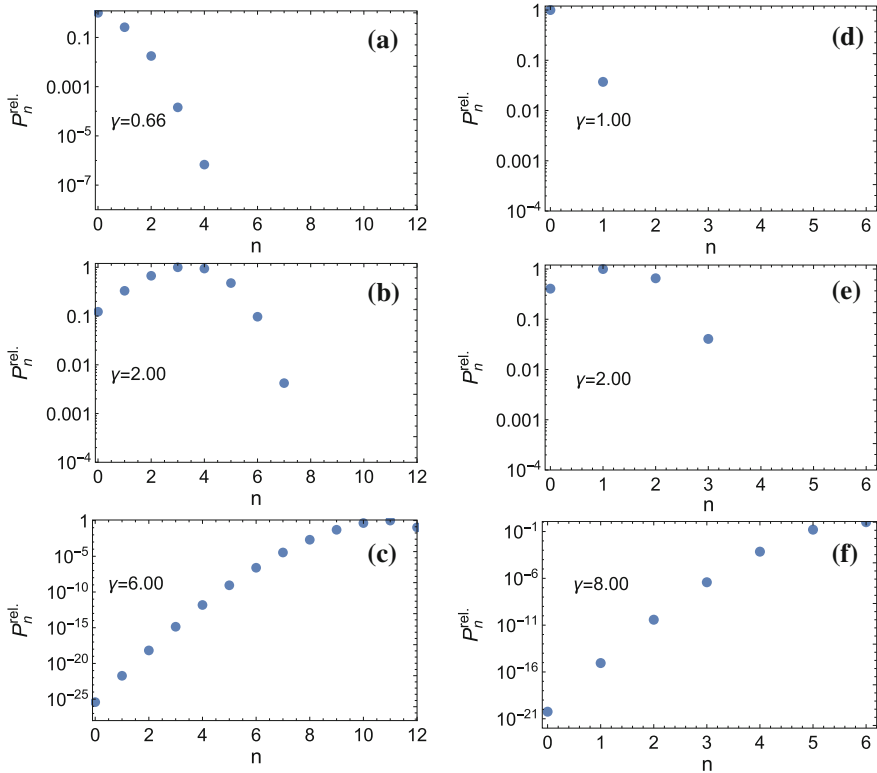 (a)
0.1
0.001
10^-5
10^-7
P_n^rel.
γ=0.66
0 2 4 6 8 10 12
n
(d)
1
0.1
0.01
0.001
10^-4
P_n^rel.
γ=1.00
0 1 2 3 4 5 6
n
(b)
1
0.1
0.01
0.001
10^-4
P_n^rel.
γ=2.00
0 2 4 6 8 10 12
n
(e)
1
0.1
0.01
0.001
10^-4
P_n^rel.
γ=2.00
0 1 2 3 4 5 6
n
(c)
1
10^-5
10^-10
10^-15
10^-20
10^-25
P_n^rel.
γ=6.00
0 2 4 6 8 10 12
n
(f)
10^-1
10^-6
10^-11
10^-16
10^-21
P_n^rel.
γ=8.00
0 1 2 3 4 5 6
n